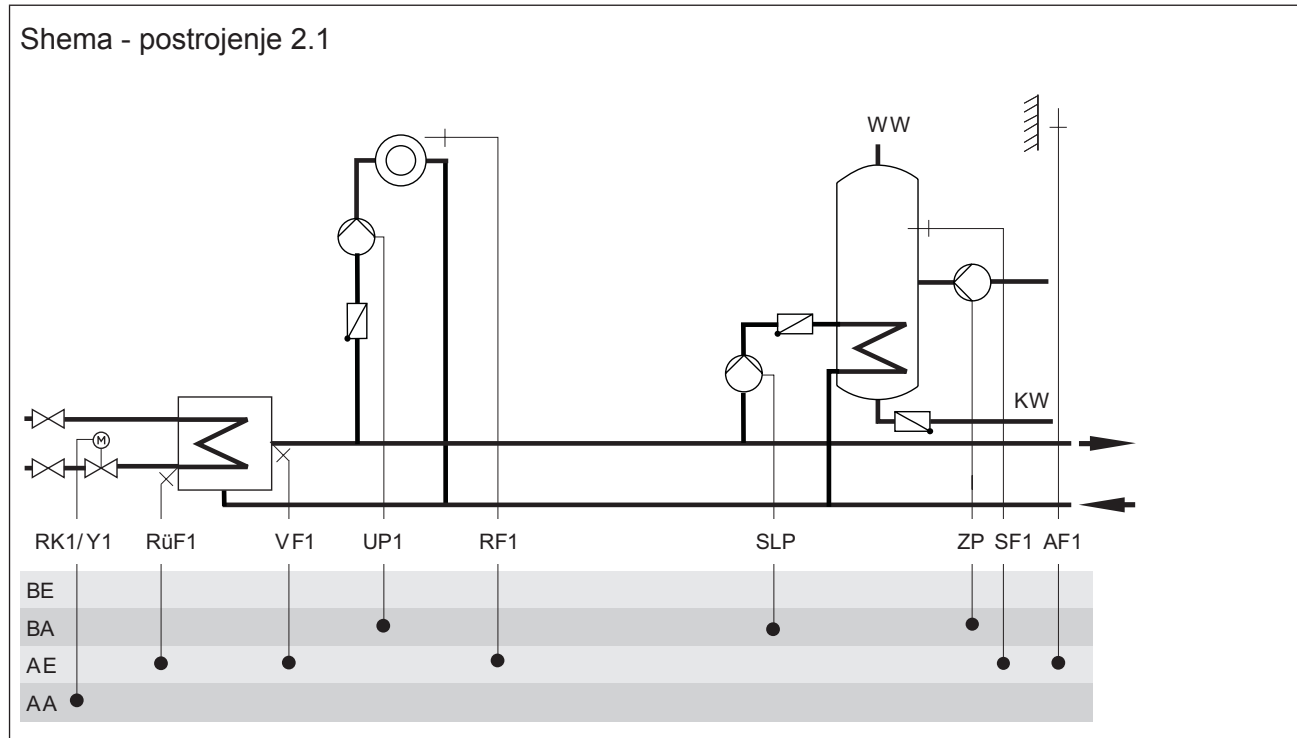 Shema - postrojenje 2.1
WW
KW
M
RK1/Y1 RüF1 VF1 UP1 RF1 SLP ZP SF1 AF1
BE
BA
AE
AA